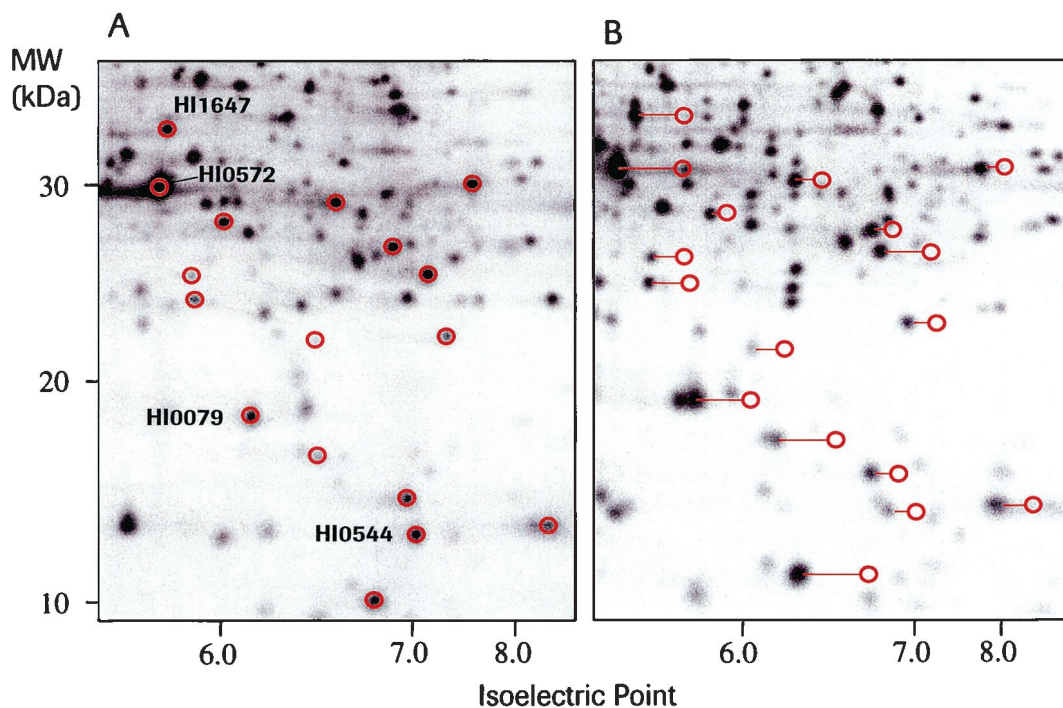 A
B
MW
(kDa)
HI1647
HI0572
30
20
HI0079
HI0544
10
6.0 7.0 8.0
6.0 7.0 8.0
Isoelectric Point